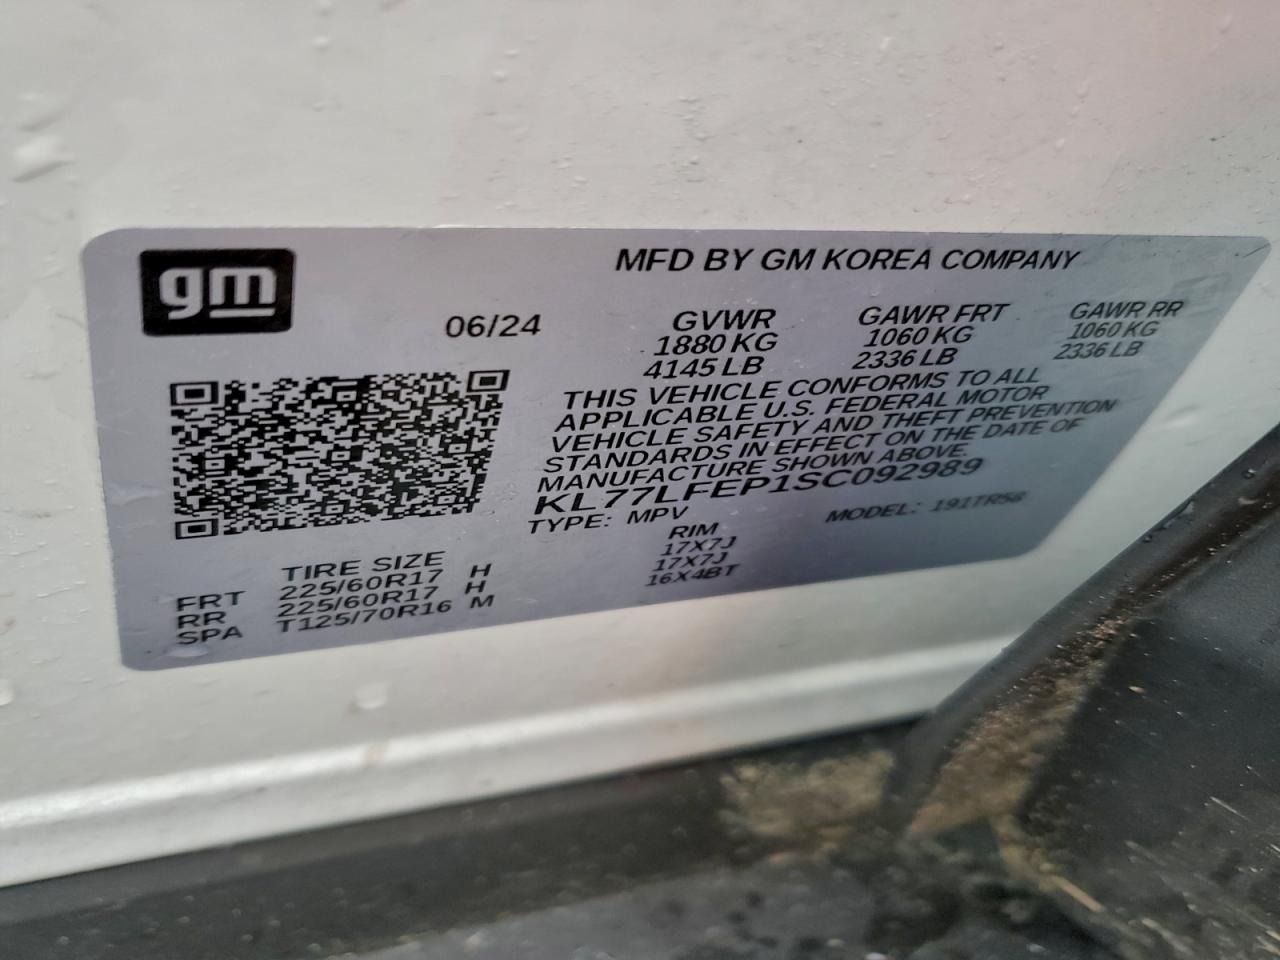 gm
MFD BY GM KOREA COMPANY
06/24
GVWR GAWR FRT GAWR RR
1880 KG 1060 KG 1060 KG
4145 LB 2336 LB 2336 LB
THIS VEHICLE CONFORMS TO ALL
APPLICABLE U.S. FEDERAL MOTOR
VEHICLE SAFETY AND THEFT PREVENTION
STANDARDS IN EFFECT ON THE DATE OF
MANUFACTURE SHOWN ABOVE.
KL77LFEP1SC092989
TYPE: MPV MODEL: 191TR56
TIRE SIZE RIM
FRT 225/60R17 H 17X7J
RR 225/60R17 H 17X7J
SPA T125/70R16 M 16X4BT